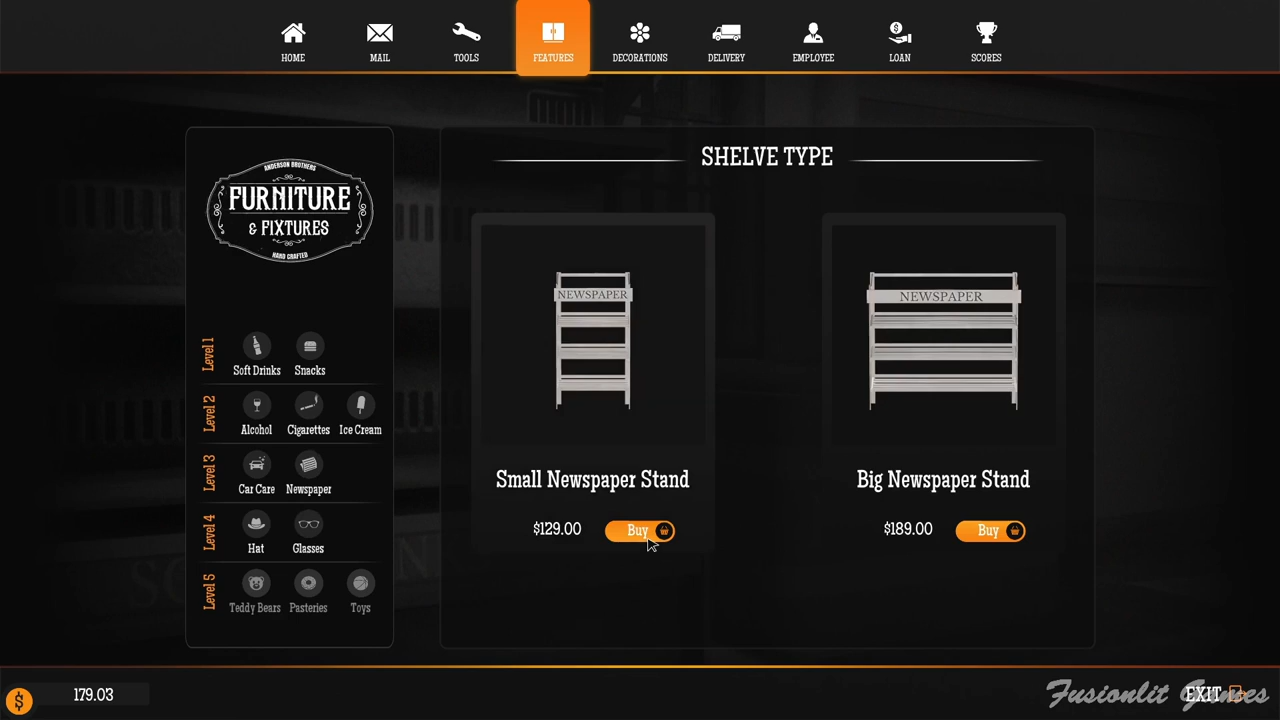 HOME
MAIL
TOOLS
FEATURES
DECORATIONS
DELIVERY
EMPLOYEE
LOAN
SCORES
ANDERSON BROTHERS
FURNITURE
& FIXTURES
HAND CRAFTED
Level 1
Soft Drinks
Snacks
Level 2
Alcohol
Cigarettes
Ice Cream
Level 3
Car Care
Newspaper
Level 4
Hat
Glasses
Level 5
Teddy Bears
Pasteries
Toys
SHELVE TYPE
NEWSPAPER
Small Newspaper Stand
$129.00
Buy
NEWSPAPER
Big Newspaper Stand
$189.00
Buy
$
179.03
EXIT
Fusionlit Games